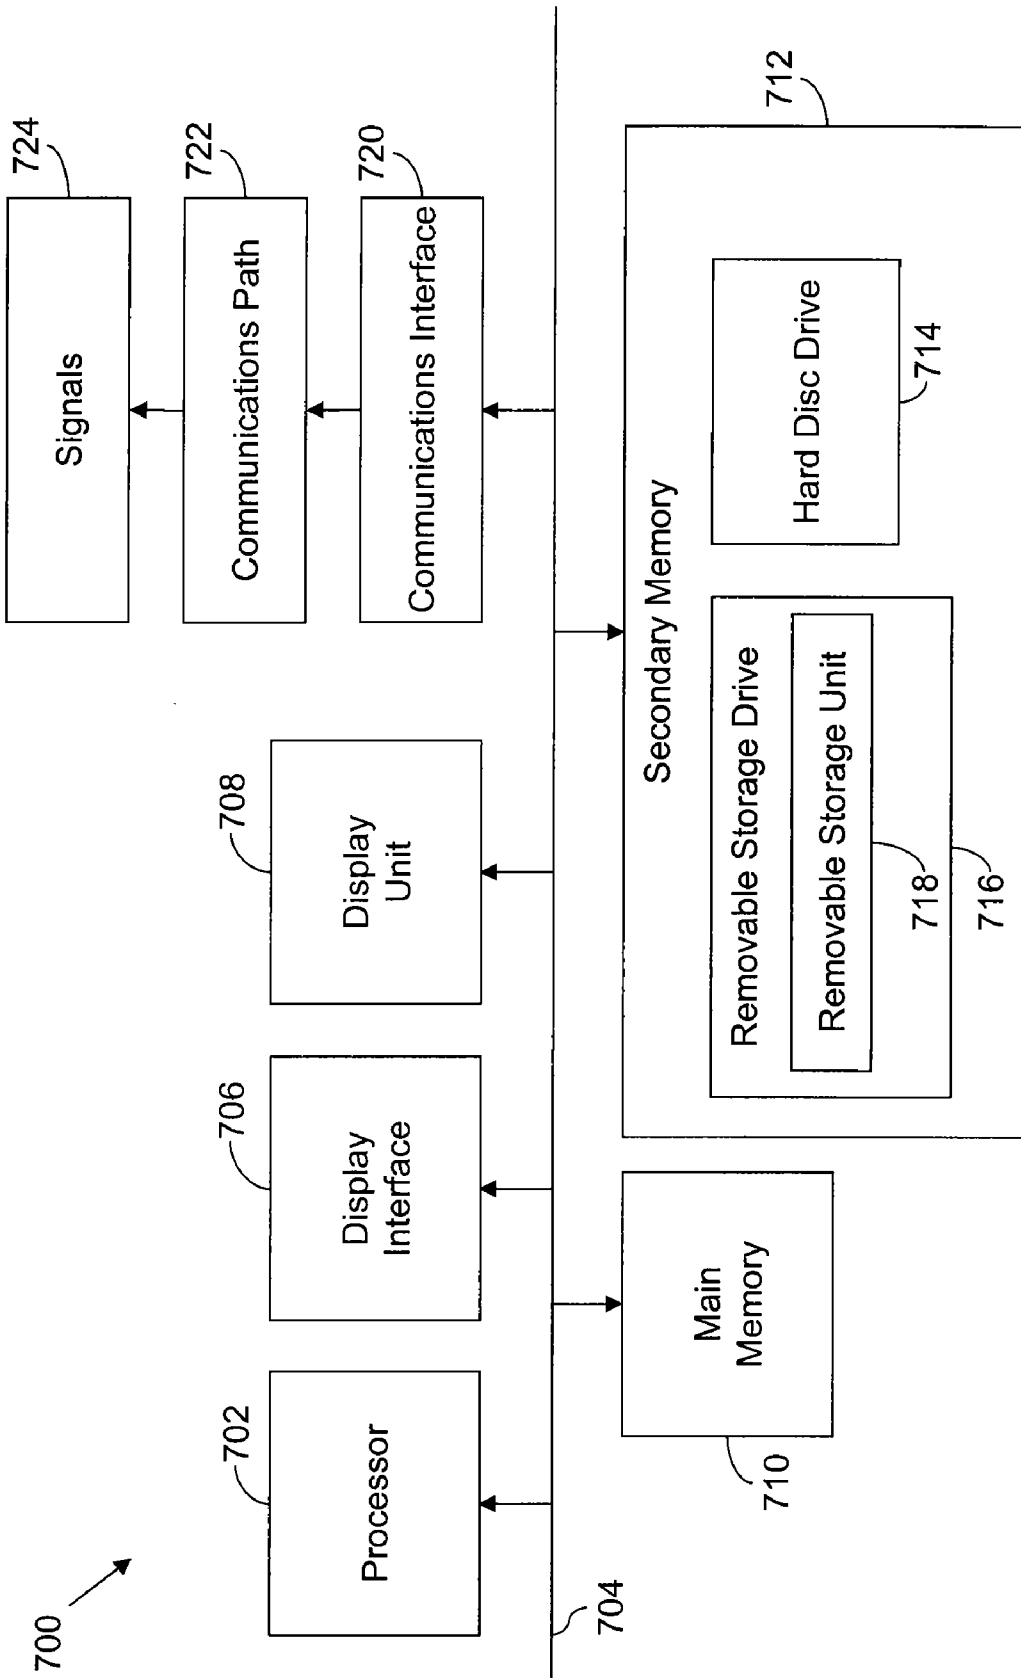 700
702
Processor
706
Display
Interface
708
Display
Unit
724
Signals
722
Communications Path
720
Communications Interface
704
710
Main
Memory
712
Secondary Memory
Removable Storage Drive
Removable Storage Unit
718
716
Hard Disc Drive
714